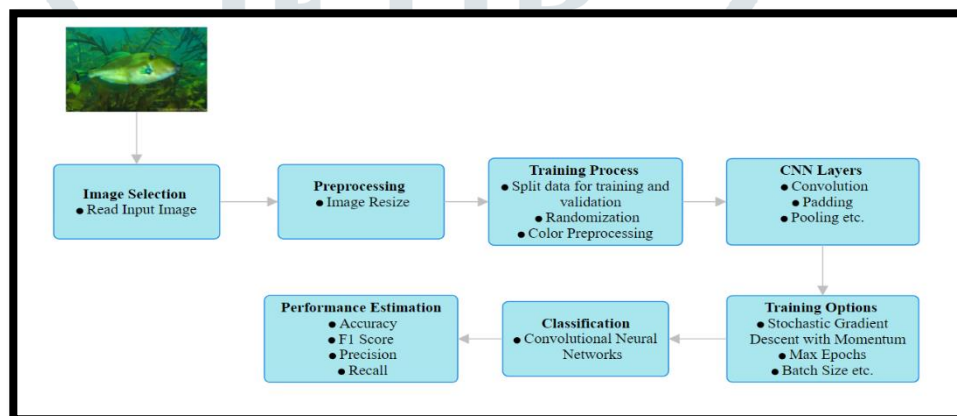 Image Selection
● Read Input Image
Preprocessing
● Image Resize
Training Process
● Split data for training and
validation
● Randomization
● Color Preprocessing
CNN Layers
● Convolution
● Padding
● Pooling etc.
Training Options
● Stochastic Gradient
Descent with Momentum
● Max Epochs
● Batch Size etc.
Classification
● Convolutional Neural
Networks
Performance Estimation
● Accuracy
● F1 Score
● Precision
● Recall